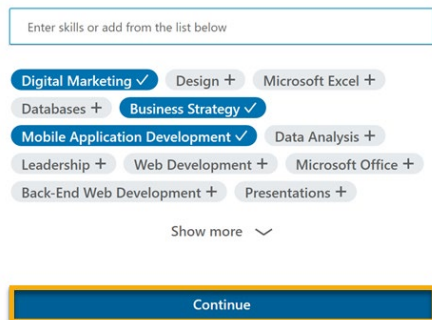 Enter skills or add from the list below
Digital Marketing ✓ Design + Microsoft Excel +
Databases + Business Strategy ✓
Mobile Application Development ✓ Data Analysis +
Leadership + Web Development + Microsoft Office +
Back-End Web Development + Presentations +
Show more
Continue